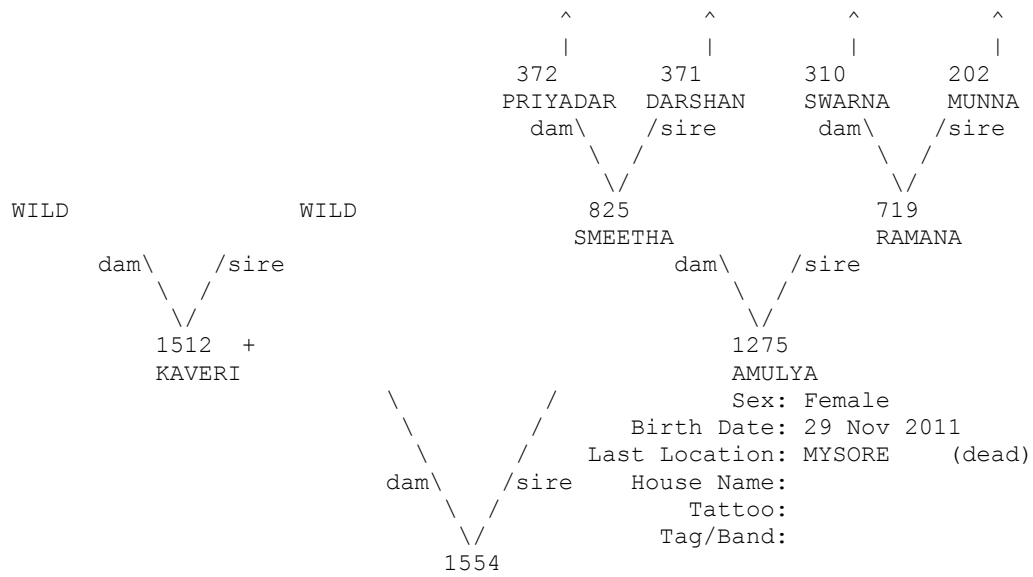 ^ ^ ^ ^
| | | |
372 371 310 202
PRIYADAR DARSHAN SWARNA MUNNA
dam\ /sire dam\ /sire
\ / \ /
\/ \/
WILD WILD 825 719
SMEETHA RAMANA
dam\ /sire dam\ /sire
\ / \ /
\/ \/
1512 + 1275
KAVERI AMULYA
\ / Sex: Female
\ / Birth Date: 29 Nov 2011
\ / Last Location: MYSORE (dead)
dam\ /sire House Name:
\ / Tattoo:
\/ Tag/Band:
1554